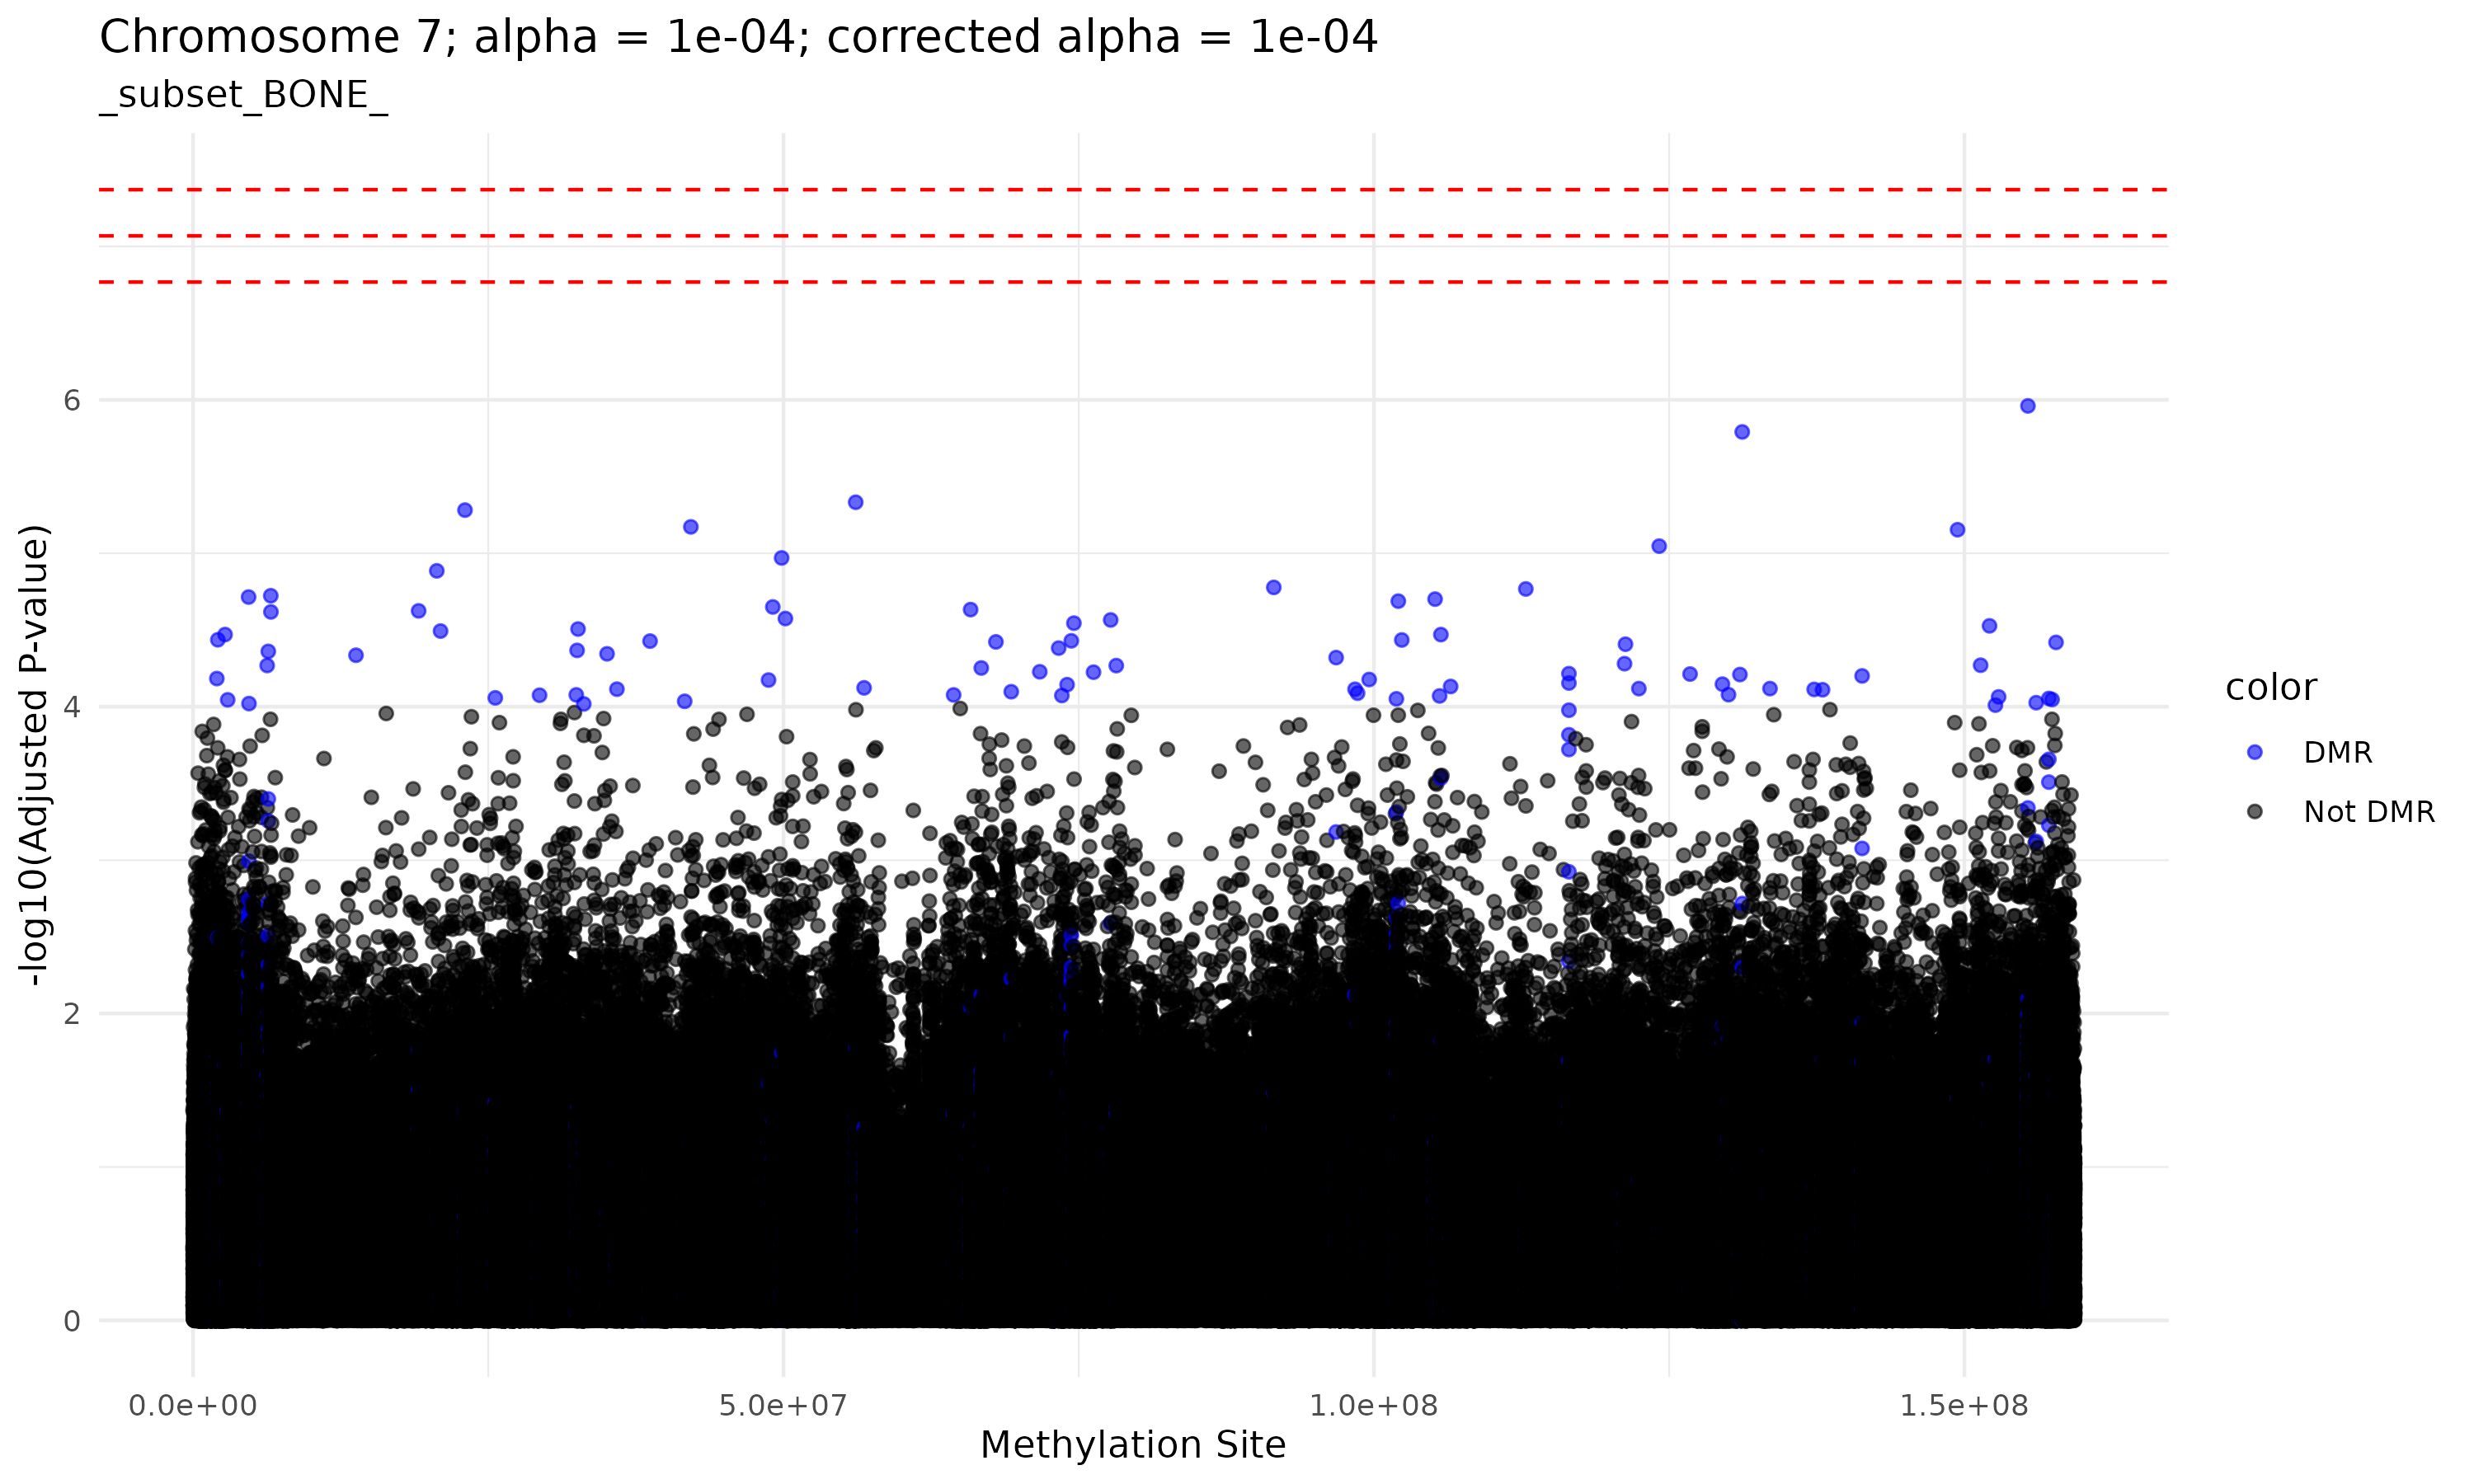 Chromosome 7; alpha = 1e-04; corrected alpha = 1e-04
_subset_BONE_
-log10(Adjusted P-value)
6
4
2
0
0.0e+00 5.0e+07 1.0e+08 1.5e+08
Methylation Site
color
DMR
Not DMR